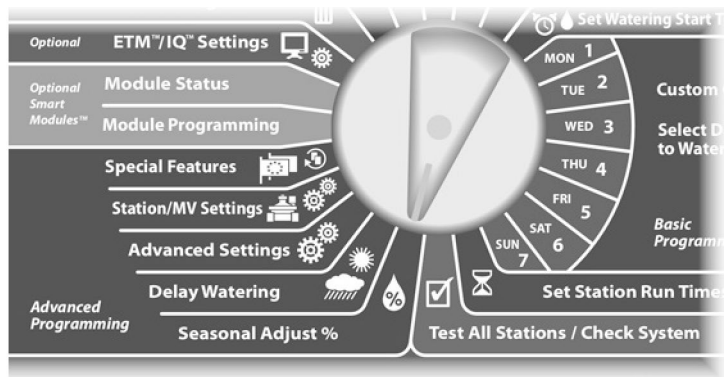 Set Watering Start T
Optional
ETM™/IQ™ Settings
Optional
Smart
Modules™
Module Status
Module Programming
Special Features
Station/MV Settings
Advanced Settings
Delay Watering
Seasonal Adjust %
Advanced
Programming
%
MON 1
TUE 2
WED 3
THU 4
FRI 5
SAT 6
SUN 7
Custom
Select D
to Water
Basic
Programm
Set Station Run Time
Test All Stations / Check System